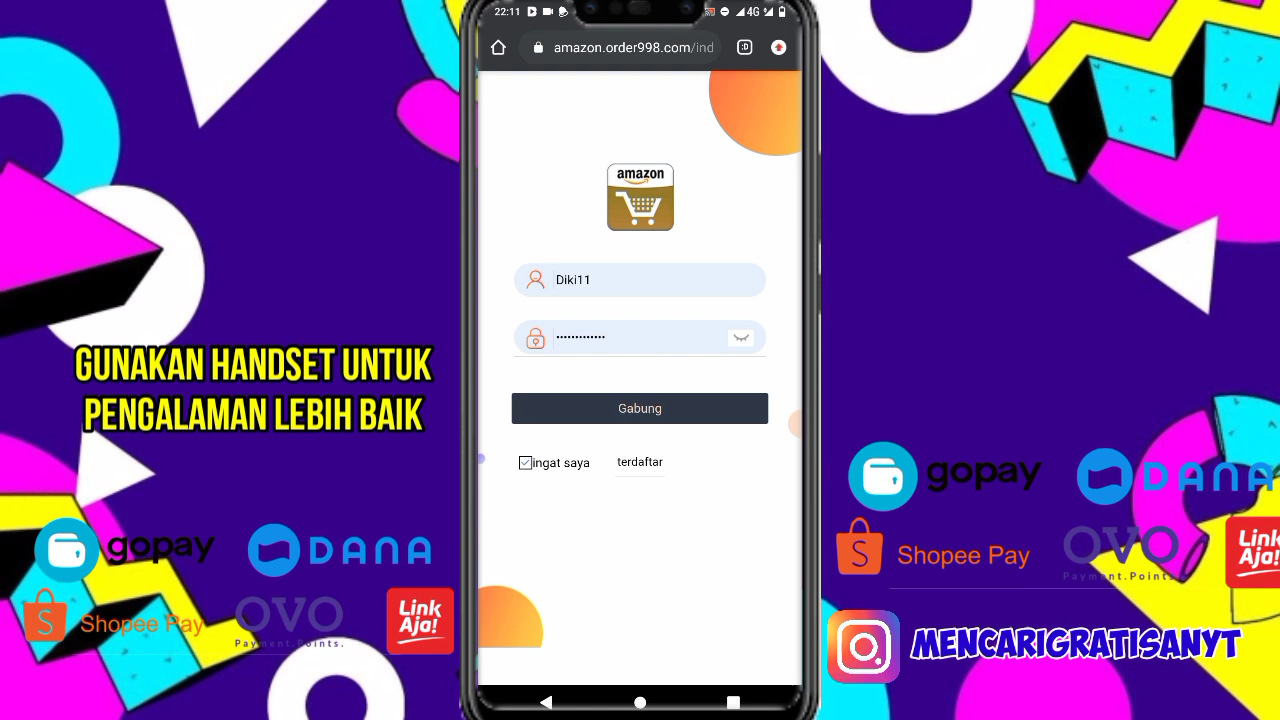 22:11
4G
amazon.order998.com/ind
:D
amazon
Diki11
•••••••••••••
Gabung
ingat saya
terdaftar
GUNAKAN HANDSET UNTUK
PENGALAMAN LEBIH BAIK
gopay
DANA
Shopee Pay
OVO
Payment.Points.
Link
Aja!
gopay
DANA
Shopee Pay
OVO
Payment.Points
Link
Aja!
MENCARIGRATISANYT